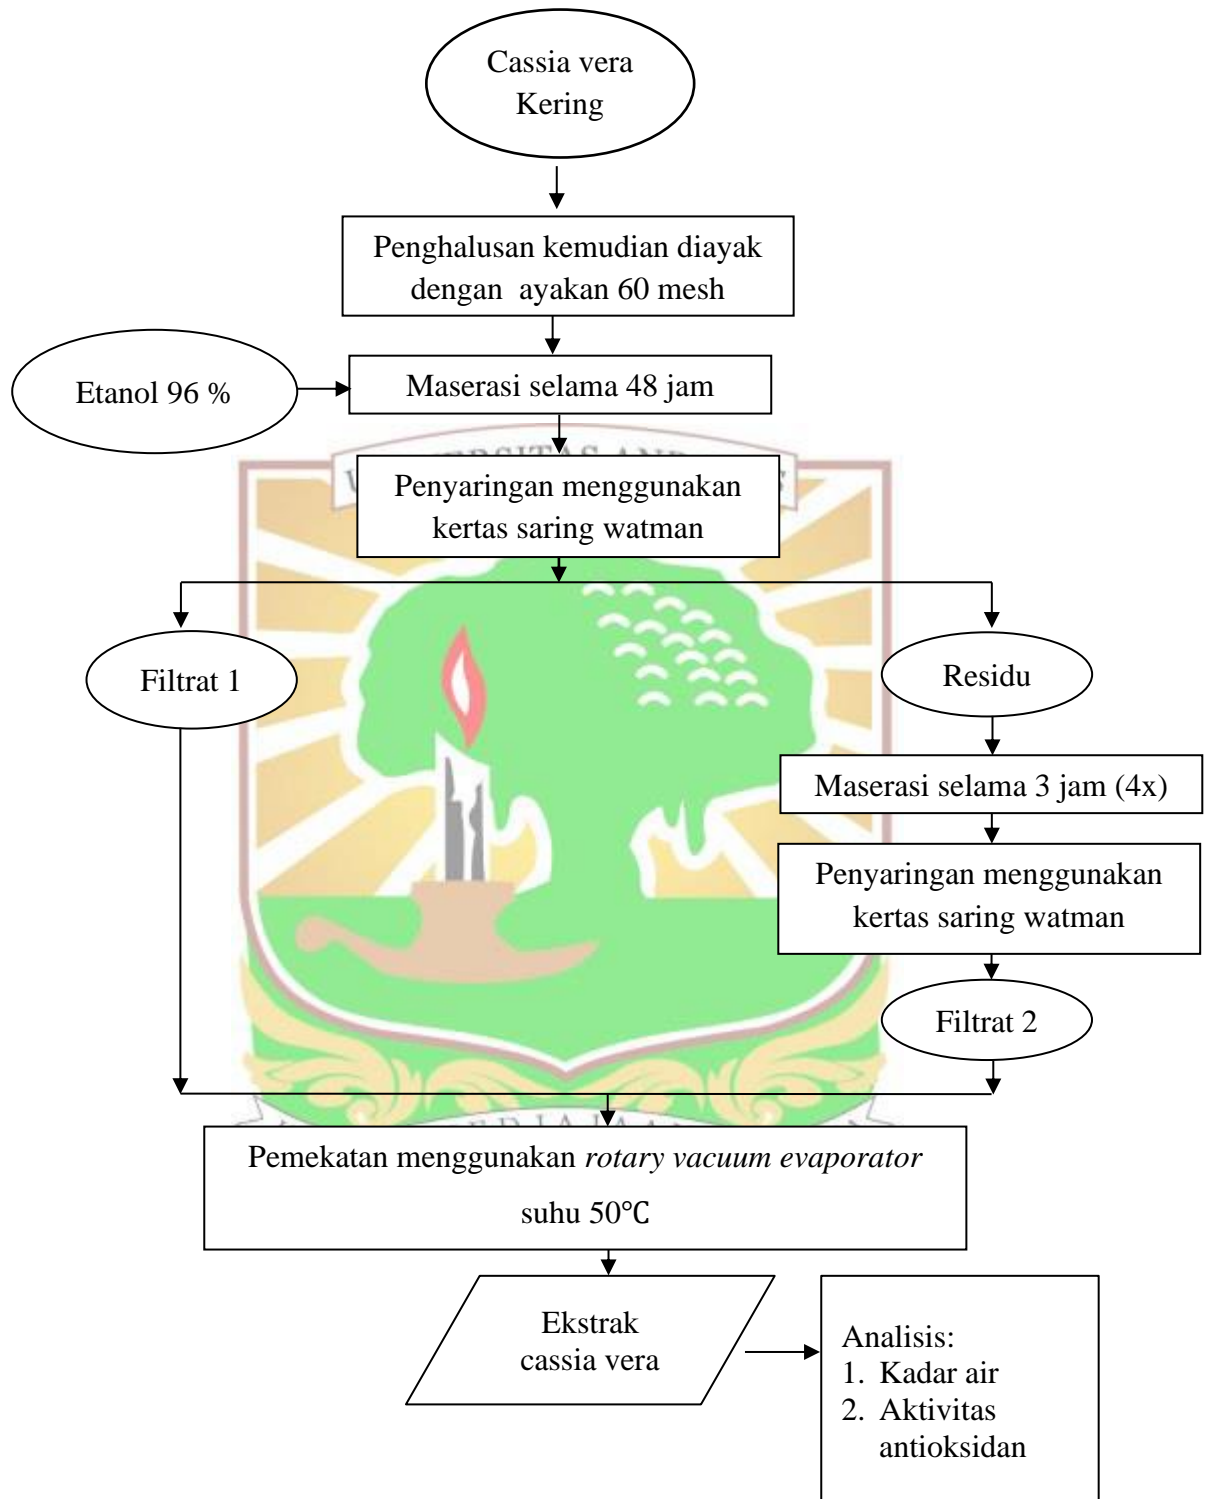 Cassia vera
Kering
Penghalusan kemudian diayak
dengan ayakan 60 mesh
Etanol 96 %
Maserasi selama 48 jam
Penyaringan menggunakan
kertas saring watman
Filtrat 1
Residu
Maserasi selama 3 jam (4x)
Penyaringan menggunakan
kertas saring watman
Filtrat 2
Pemekatan menggunakan rotary vacuum evaporator
suhu 50℃
Ekstrak
cassia vera
Analisis:
1. Kadar air
2. Aktivitas
antioksidan